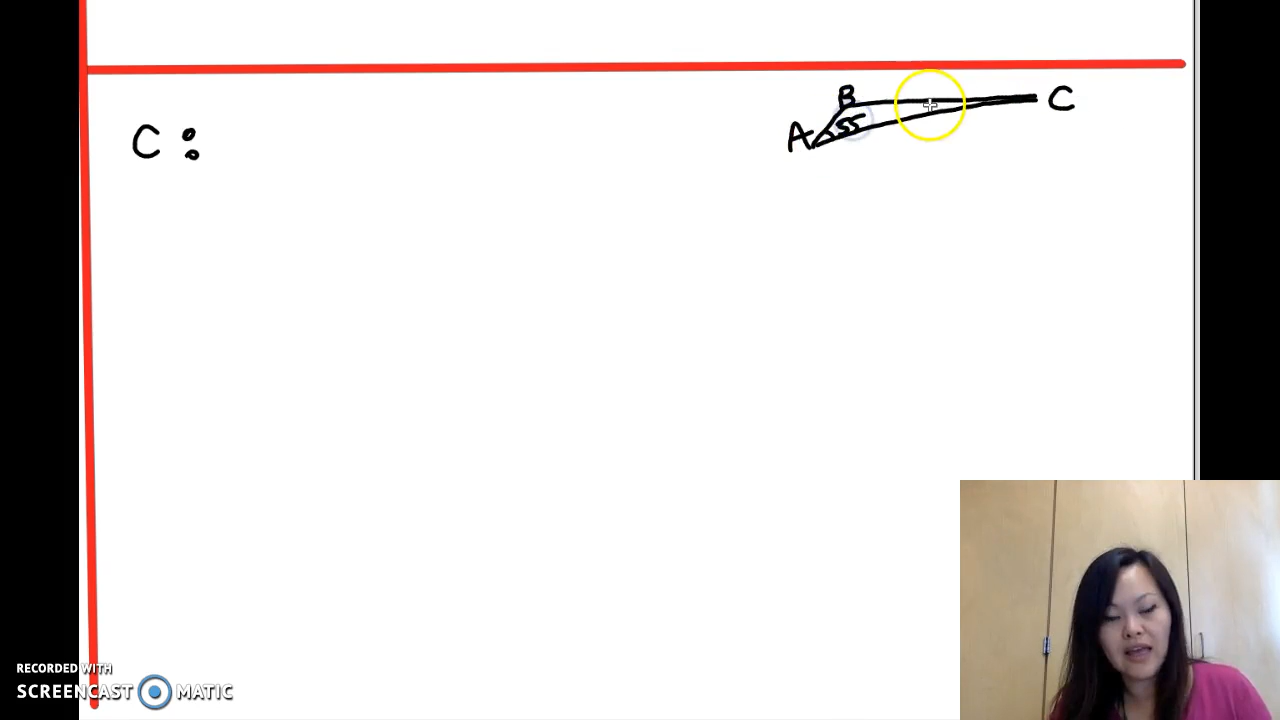 B C
A 55
C :
RECORDED WITH
SCREENCAST MATIC